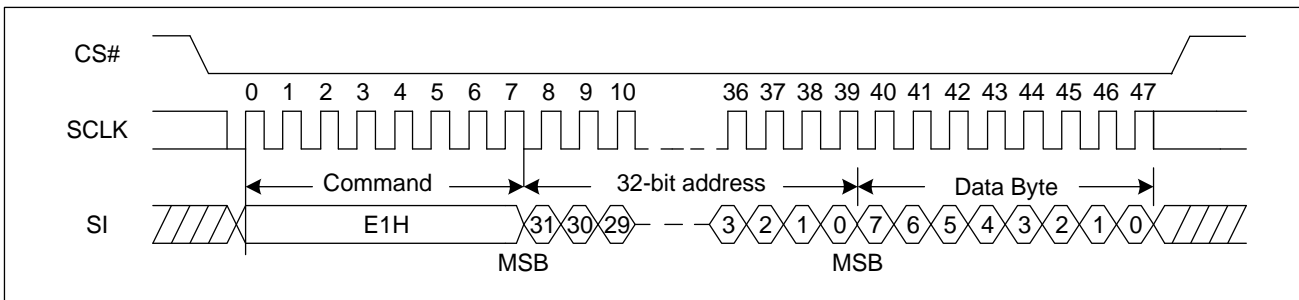 CS#
0 1 2 3 4 5 6 7 8 9 10 36 37 38 39 40 41 42 43 44 45 46 47
SCLK
Command 32-bit address Data Byte
SI E1H 31 30 29 3 2 1 0 7 6 5 4 3 2 1 0
MSB MSB